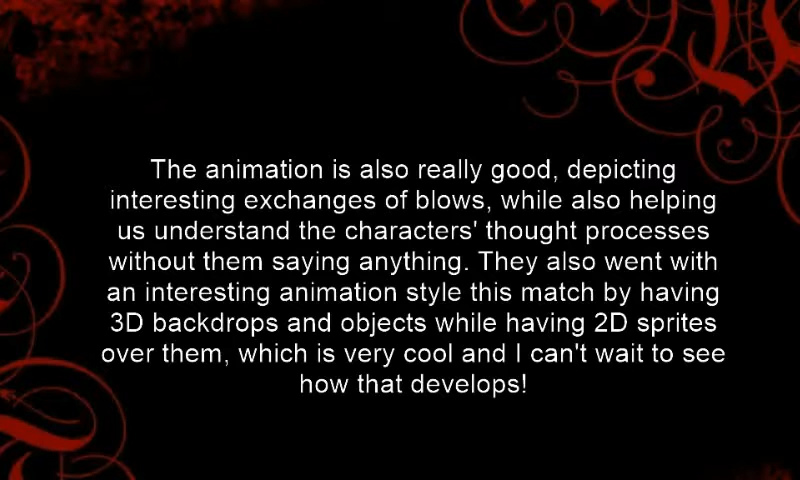 The animation is also really good, depicting
interesting exchanges of blows, while also helping
us understand the characters' thought processes
without them saying anything. They also went with
an interesting animation style this match by having
3D backdrops and objects while having 2D sprites
over them, which is very cool and I can't wait to see
how that develops!